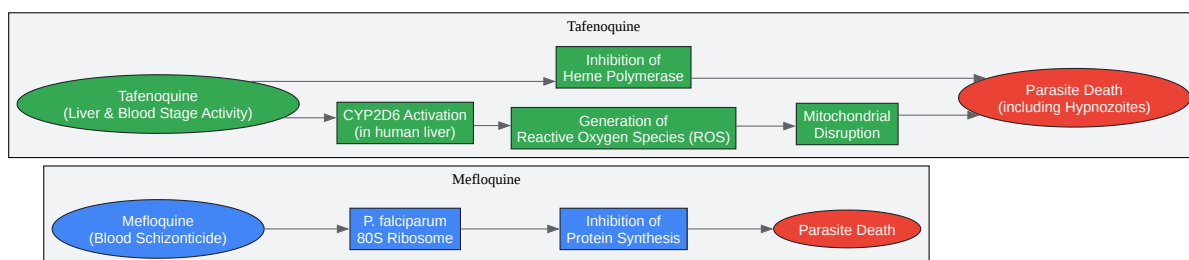 Tafenoquine
Inhibition of
Heme Polymerase
Tafenoquine
(Liver & Blood Stage Activity)
Parasite Death
(including Hypnozoites)
CYP2D6 Activation
(in human liver)
Generation of
Reactive Oxygen Species (ROS)
Mitochondrial
Disruption
Mefloquine
Mefloquine
(Blood Schizonticide)
P. falciparum
80S Ribosome
Inhibition of
Protein Synthesis
Parasite Death